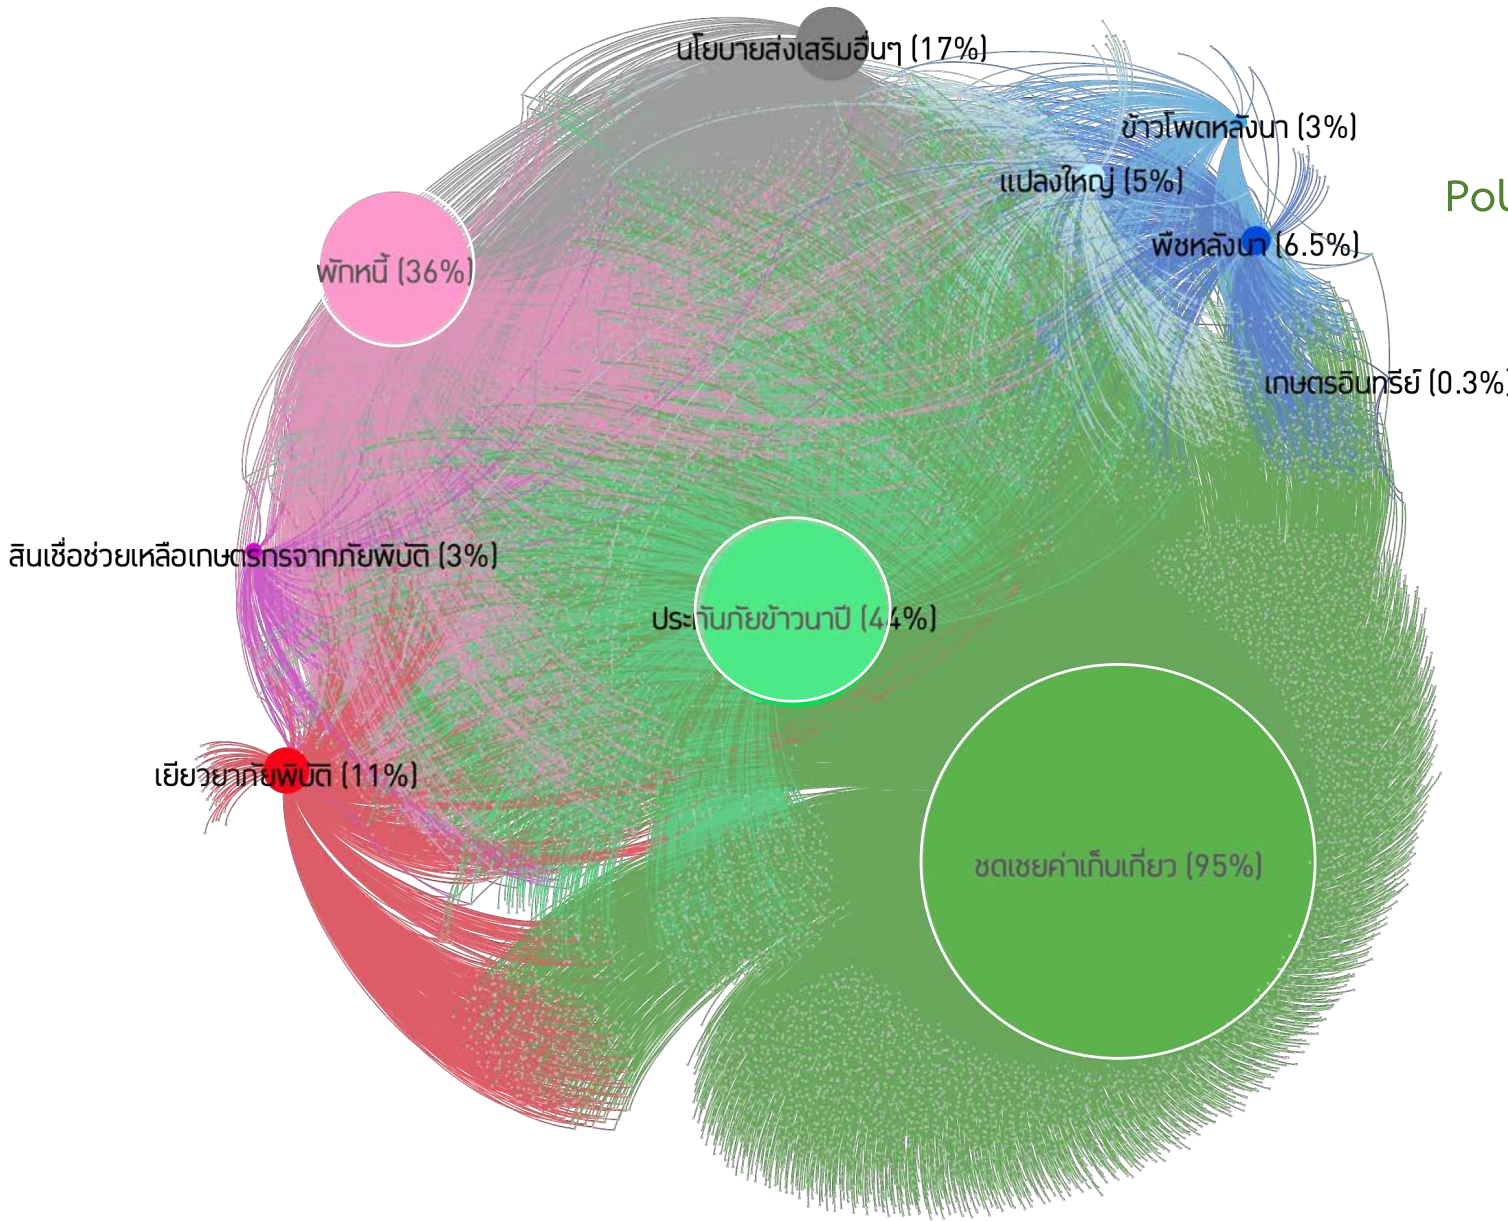 นโยบายส่งเสริมอื่นๆ (17%)
ข้าวโพดหลังนา (3%)
แปลงใหญ่ (5%)
Pol
พืชหลังนา (6.5%)
พักหนี้ (36%)
เกษตรอินทรีย์ (0.3%)
สินเชื่อช่วยเหลือเกษตรกรจากภัยพิบัติ (3%)
ประกันภัยข้าวนาปี (44%)
เยียวยาภัยพิบัติ (11%)
ชดเชยค่าเก็บเกี่ยว (95%)